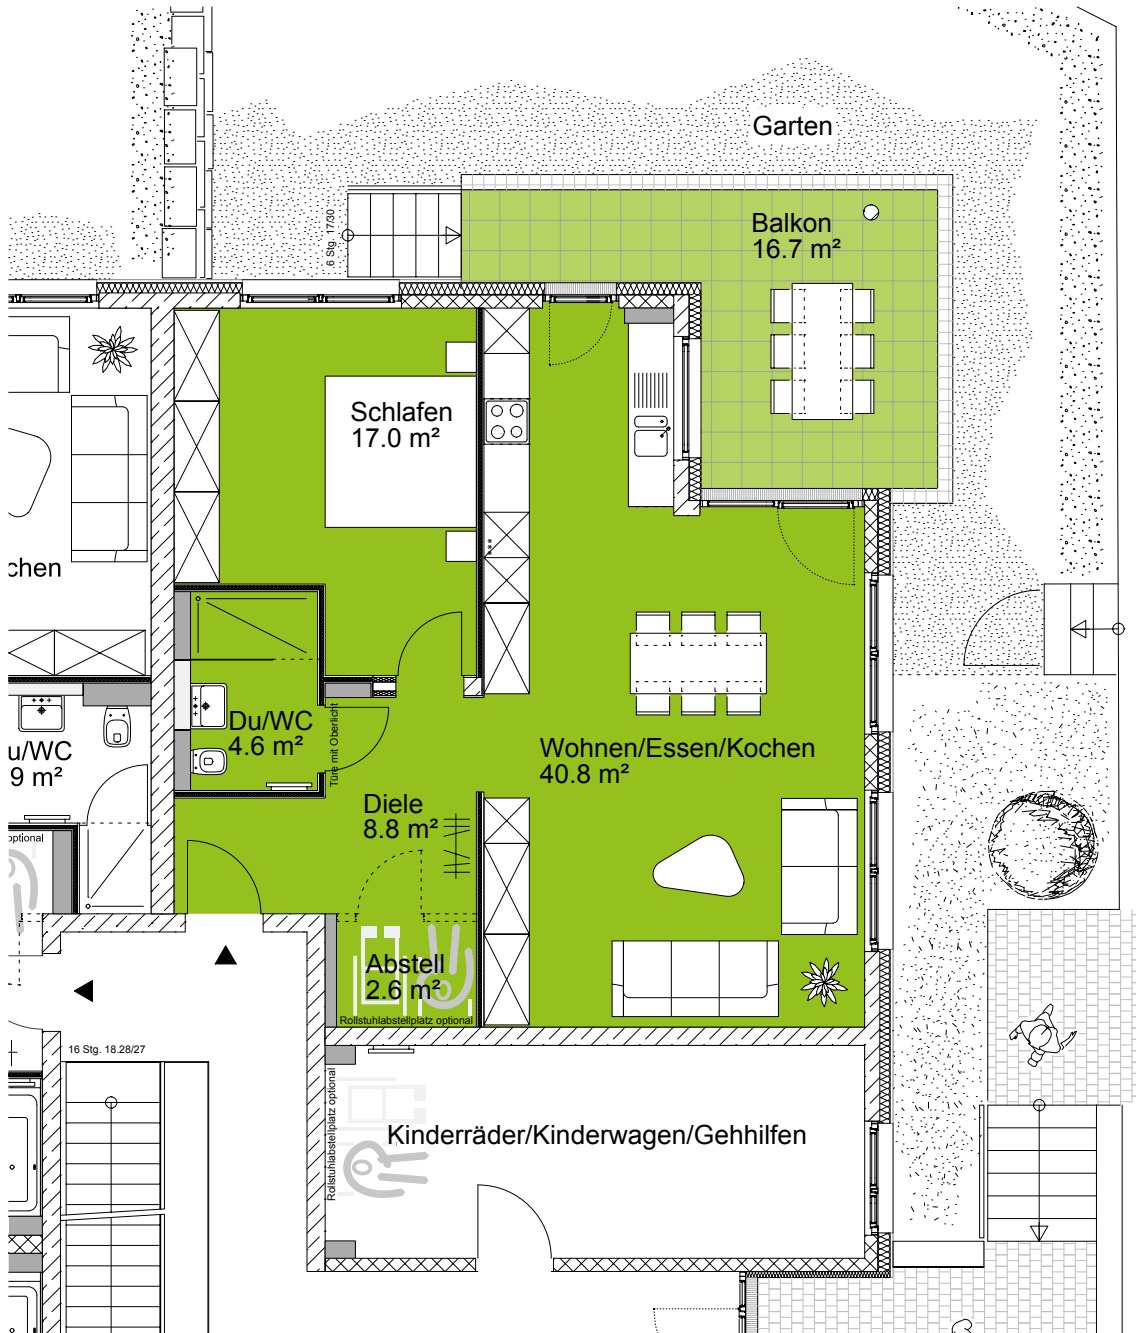 Garten
6 Stg. 17/30
Balkon
16.7 m²
Schlafen
17.0 m²
chen
Du/WC
4.6 m²
Türe mit Oberlicht
u/WC
9 m²
optional
Wohnen/Essen/Kochen
40.8 m²
Diele
8.8 m²
Abstell
2.6 m²
Rollstuhlabstellplatz optional
16 Stg. 18.28/27
Rollstuhlabstellplatz optional
Kinderräder/Kinderwagen/Gehhilfen